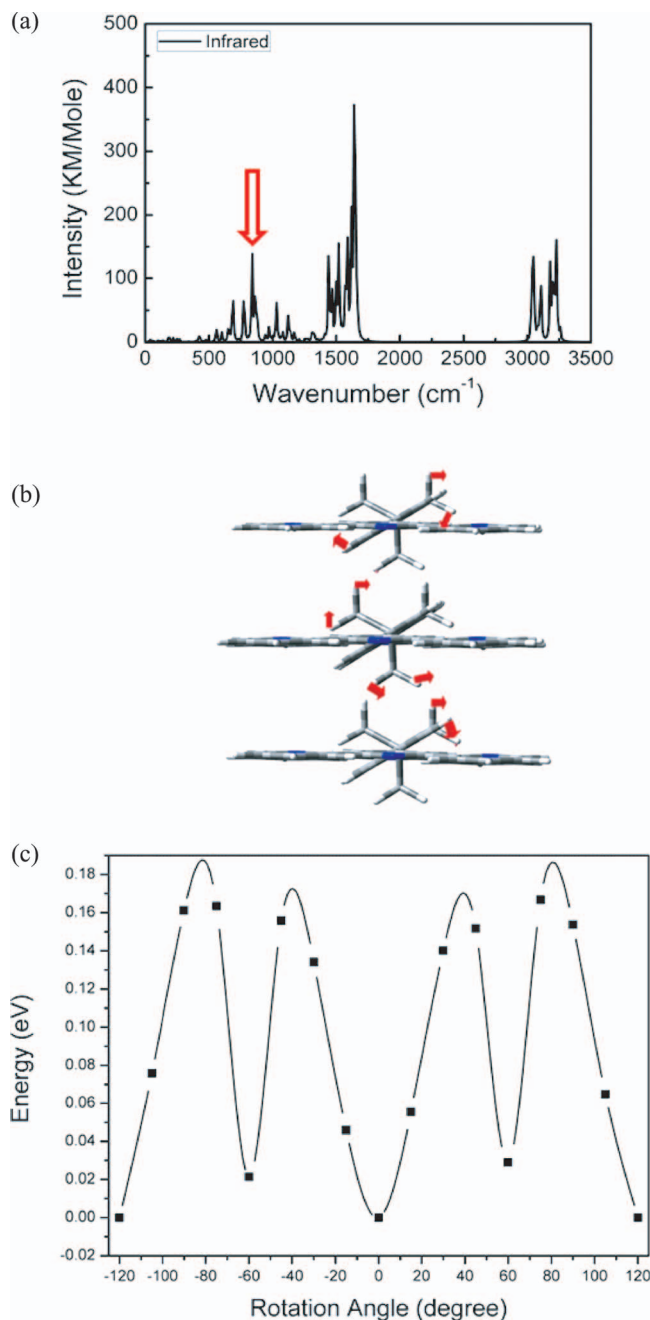 (a)
500
400
300
200
100
0
Infrared
Intensity (KM/Mole)
0 500 1000 1500 2000 2500 3000 3500
Wavenumber (cm-1)
(b)
(c)
0.18
0.16
0.14
0.12
0.10
0.08
0.06
0.04
0.02
0.00
-0.02
Energy (eV)
-120 -100 -80 -60 -40 -20 0 20 40 60 80 100 120
Rotation Angle (degree)